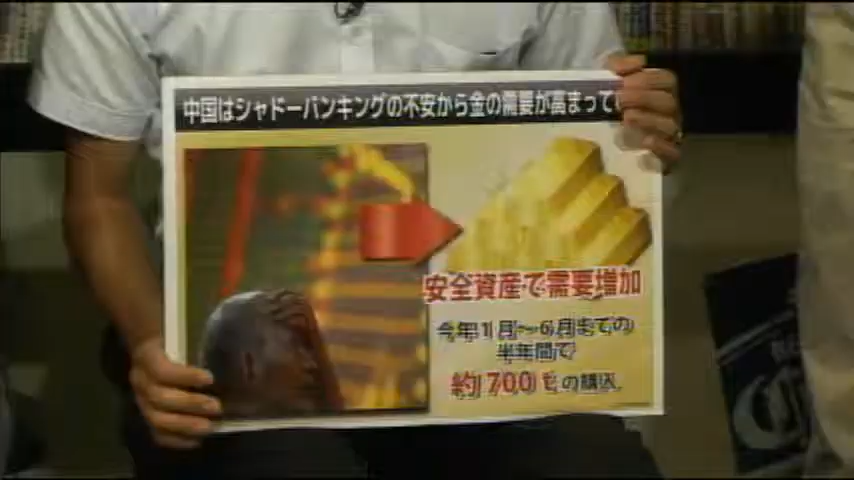 中国はシャドーバンキングの不安から金の需要が高まって
安全資産で需要増加
今年1月～6月までの
半年間で
約700tの購入